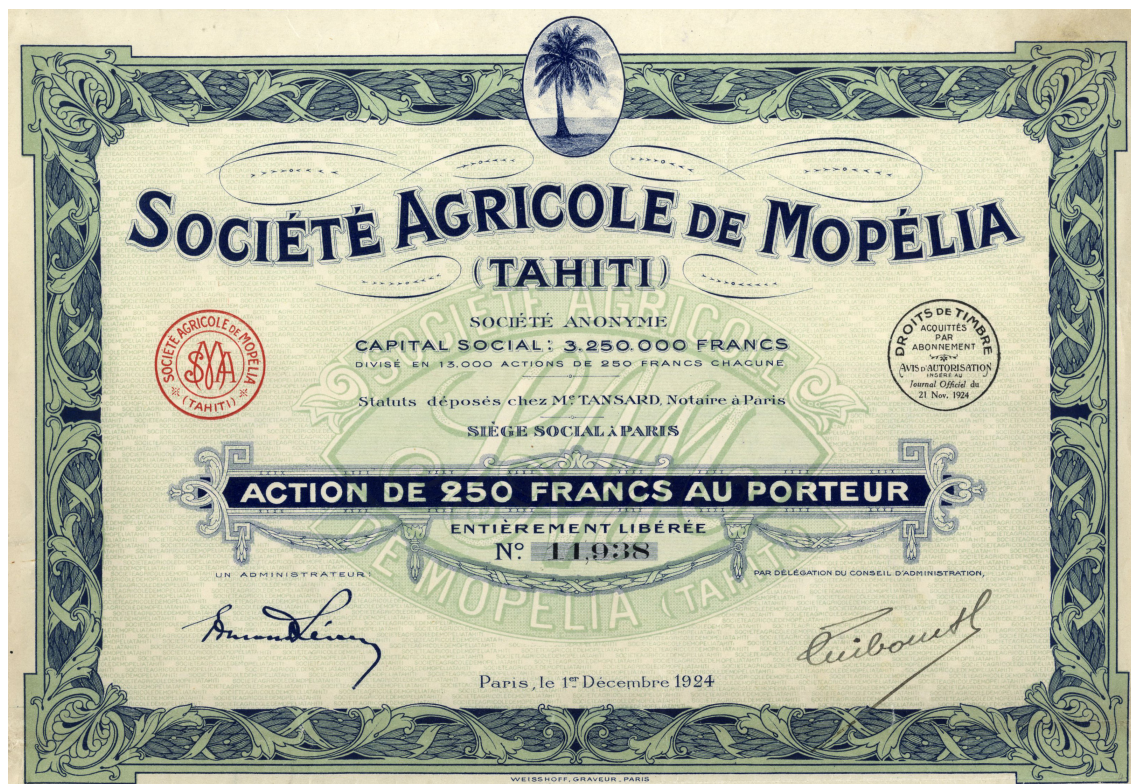 SOCIÉTÉ AGRICOLE DE MOPÉLIA
(TAHITI)
SOCIÉTÉ ANONYME
CAPITAL SOCIAL: 3.250.000 FRANCS
DIVISÉ EN 13.000 ACTIONS DE 250 FRANCS CHACUNE
Statuts déposés chez Me. TANSARD, Notaire à Paris
SIÈGE SOCIAL À PARIS
SOCIÉTÉ AGRICOLE DE MOPÉLIA
SMA
(TAHITI)
DROITS DE TIMBRE
ACQUITTÉS
PAR
ABONNEMENT
AVIS D'AUTORISATION
INSÉRÉ AU
Journal Officiel du
21 Nov. 1924
SOCIÉTÉ AGRICOLE
DE MOPÉLIA (TAHITI)
ACTION DE 250 FRANCS AU PORTEUR
ENTIÈREMENT LIBÉRÉE
No. 11,938
UN ADMINISTRATEUR:
PAR DÉLÉGATION DU CONSEIL D'ADMINISTRATION,
Paris, le 1er Décembre 1924
WEISSHOFF, GRAVEUR, PARIS